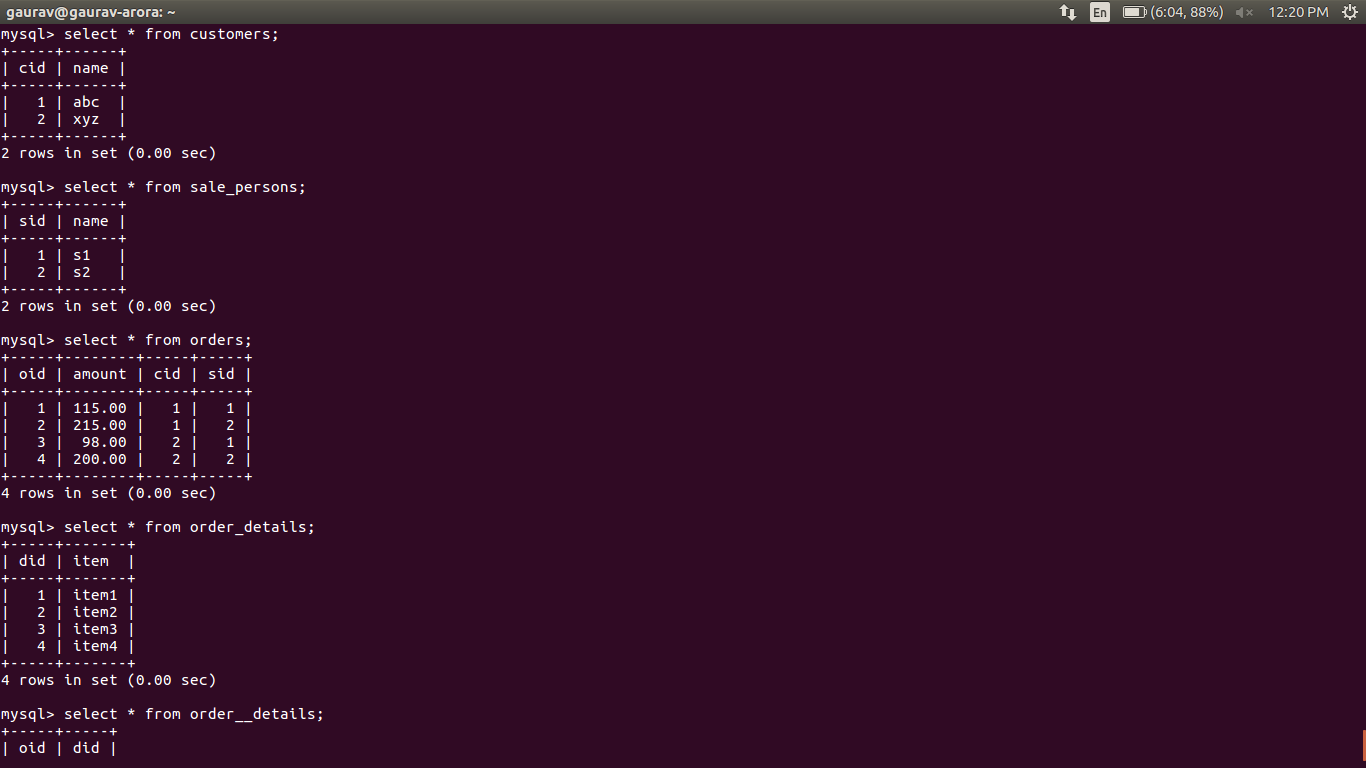 gaurav@gaurav-arora: ~ En (6:04, 88%) 12:20 PM
mysql> select * from customers;
+-----+------+
| cid | name |
+-----+------+
|   1 | abc  |
|   2 | xyz  |
+-----+------+
2 rows in set (0.00 sec)

mysql> select * from sale_persons;
+-----+------+
| sid | name |
+-----+------+
|   1 | s1   |
|   2 | s2   |
+-----+------+
2 rows in set (0.00 sec)

mysql> select * from orders;
+-----+--------+-----+-----+
| oid | amount | cid | sid |
+-----+--------+-----+-----+
|   1 | 115.00 |   1 |   1 |
|   2 | 215.00 |   1 |   2 |
|   3 |  98.00 |   2 |   1 |
|   4 | 200.00 |   2 |   2 |
+-----+--------+-----+-----+
4 rows in set (0.00 sec)

mysql> select * from order_details;
+-----+-------+
| did | item  |
+-----+-------+
|   1 | item1 |
|   2 | item2 |
|   3 | item3 |
|   4 | item4 |
+-----+-------+
4 rows in set (0.00 sec)

mysql> select * from order__details;
+-----+-----+
| oid | did |